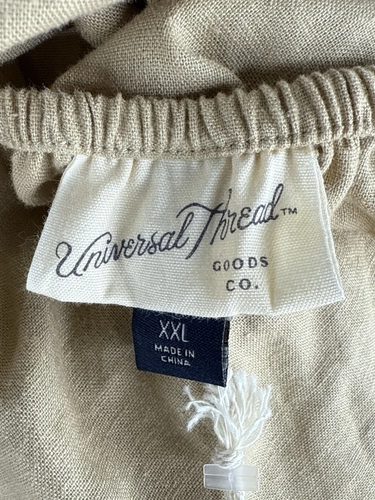 Universal Thread™
GOODS
CO.
XXL
MADE IN
CHINA